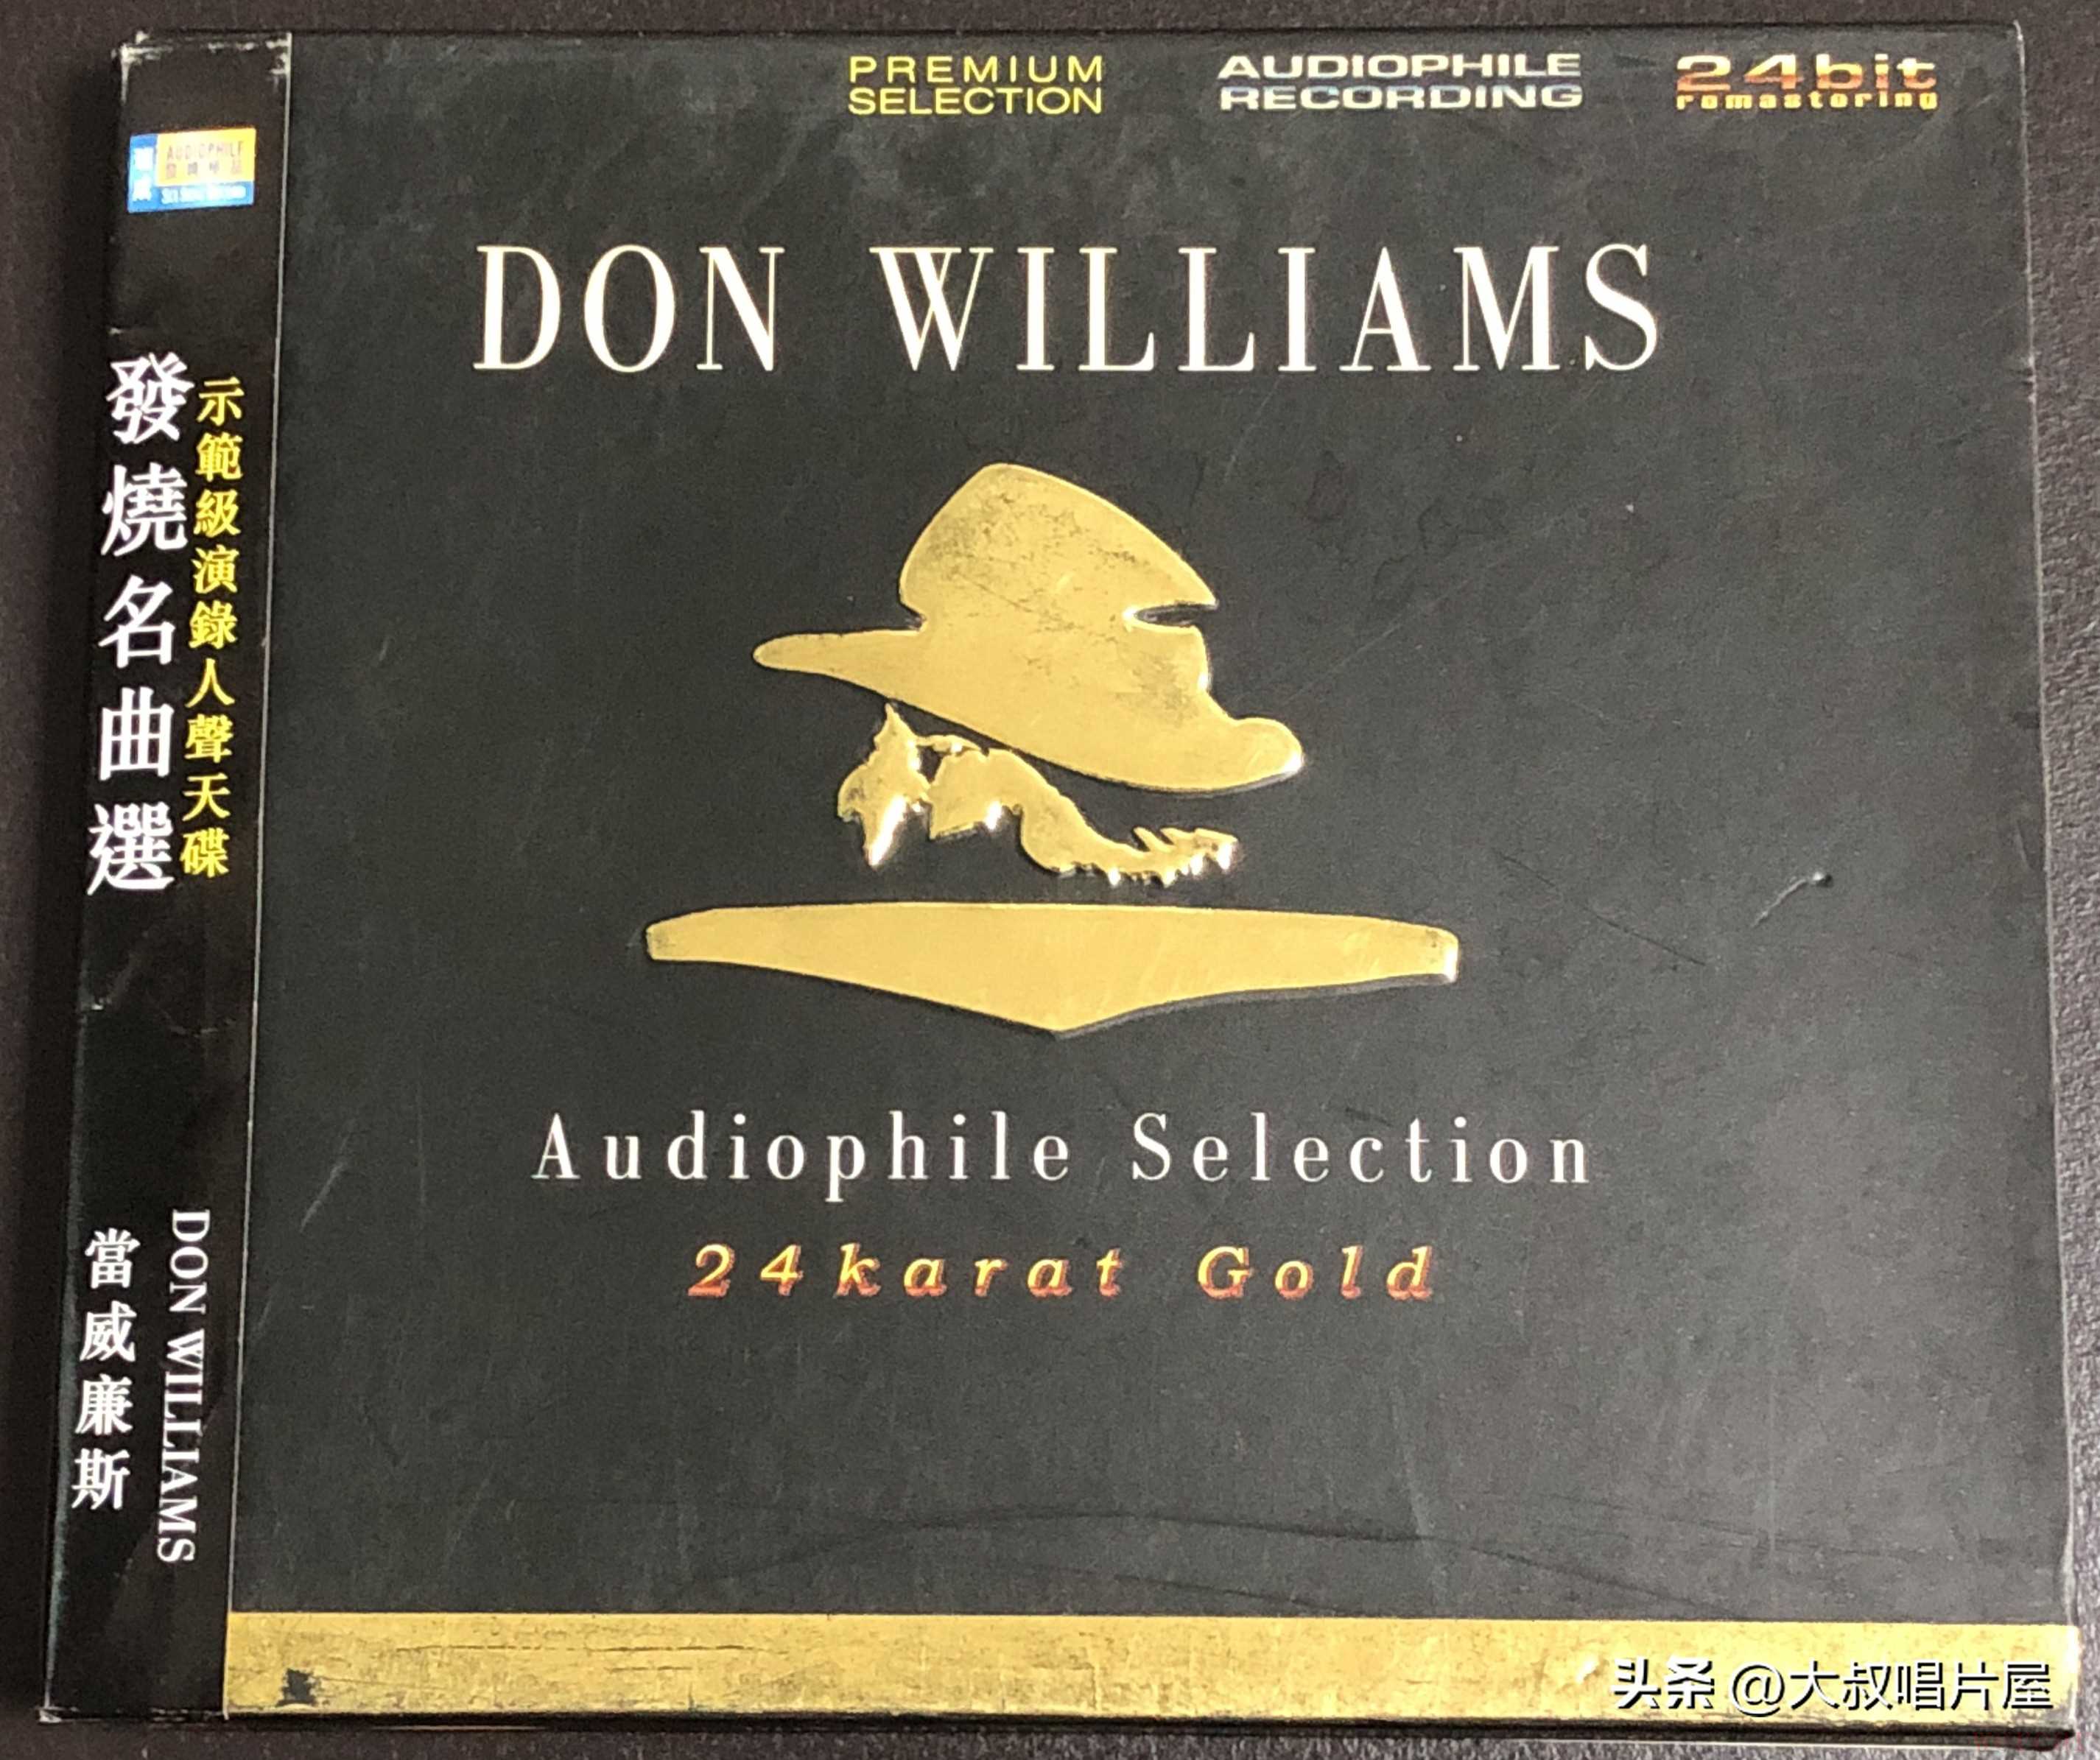 PREMIUM
SELECTION
AUDIOPHILE
RECORDING
24bit
remastering
AUDIOPHILE
DON WILLIAMS
示範級演錄人聲天碟
發燒名曲選
Audiophile Selection
24karat Gold
DON WILLIAMS
當威廉斯
头条 @大叔唱片屋